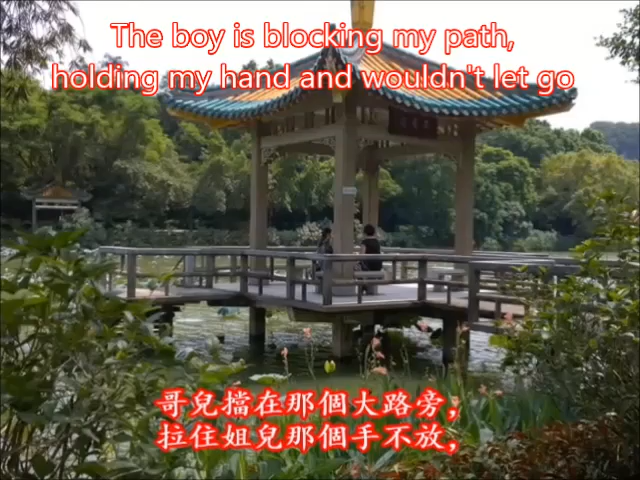 The boy is blocking my path,
holding my hand and wouldn't let go
哥兒擋在那個大路旁，
拉住姐兒那個手不放，